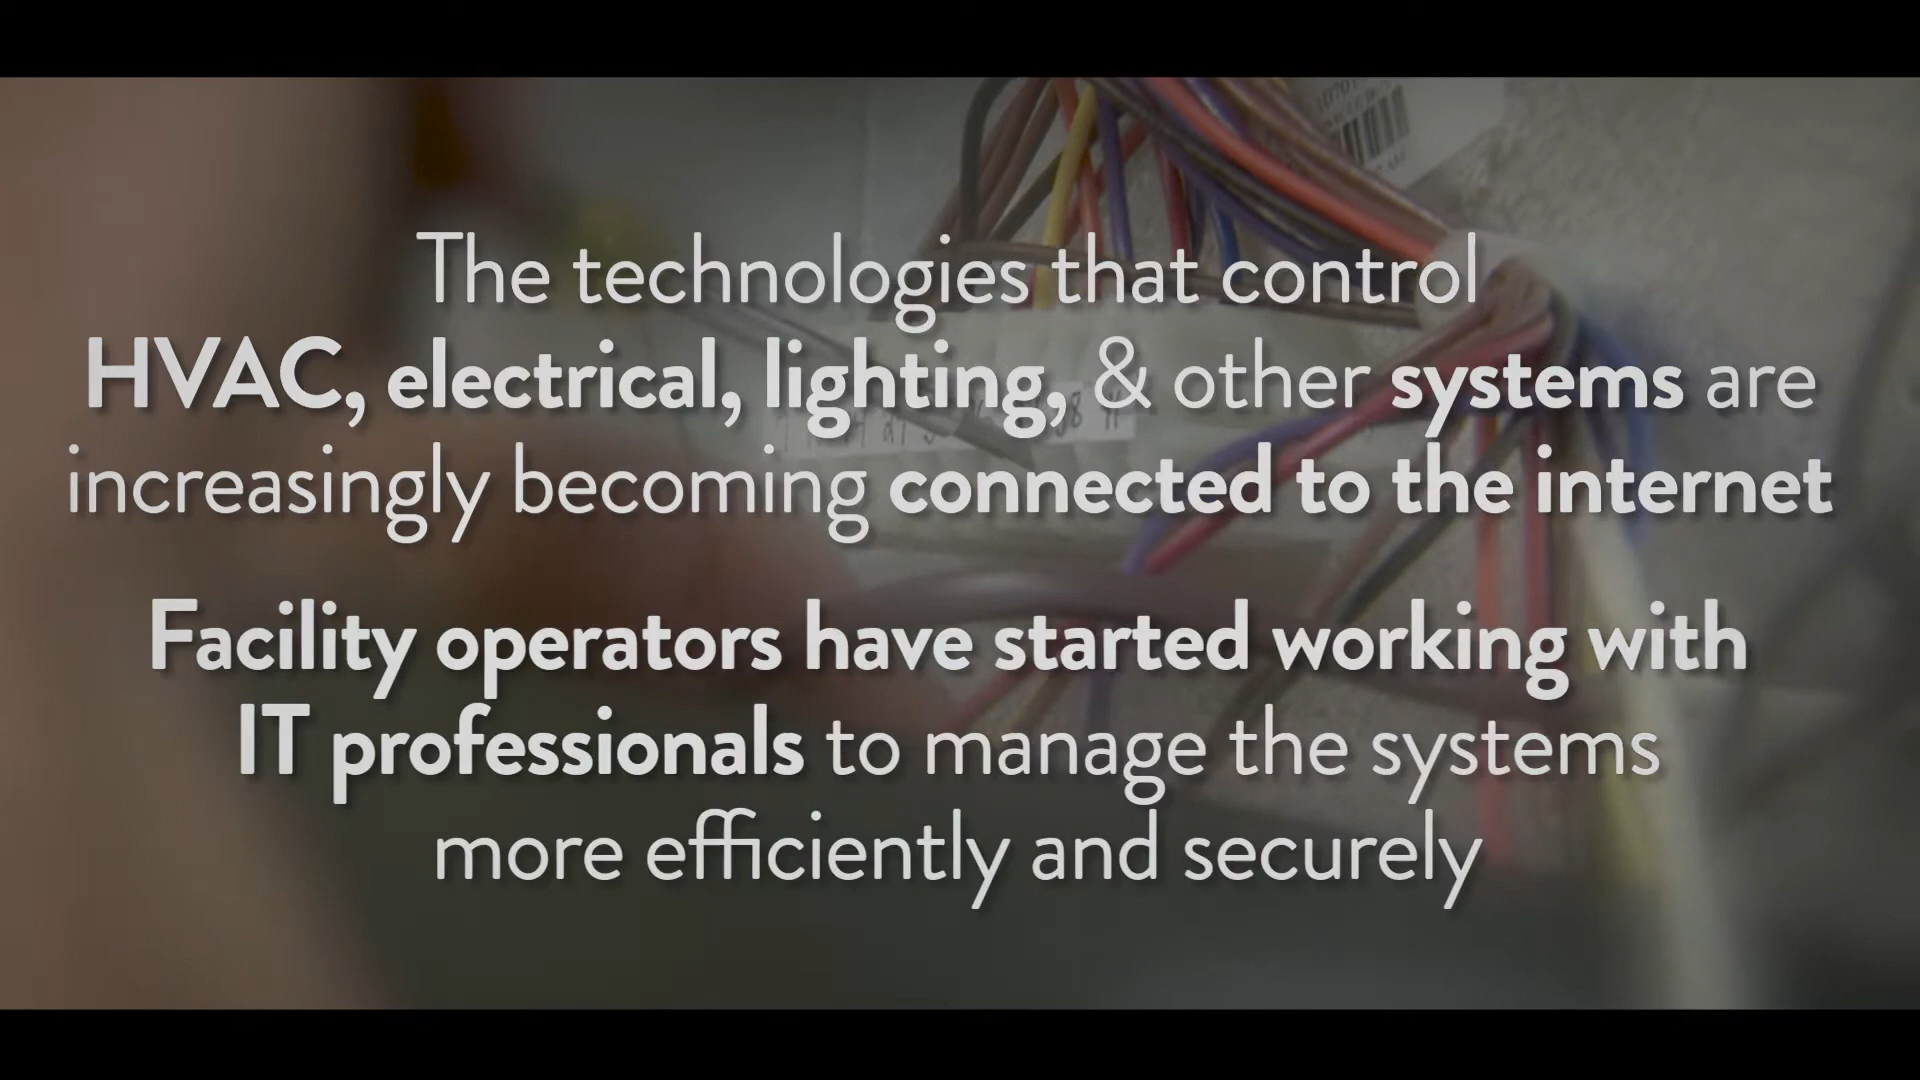 The technologies that control
HVAC, electrical, lighting, & other systems are
increasingly becoming connected to the internet
Facility operators have started working with
IT professionals to manage the systems
more efficiently and securely